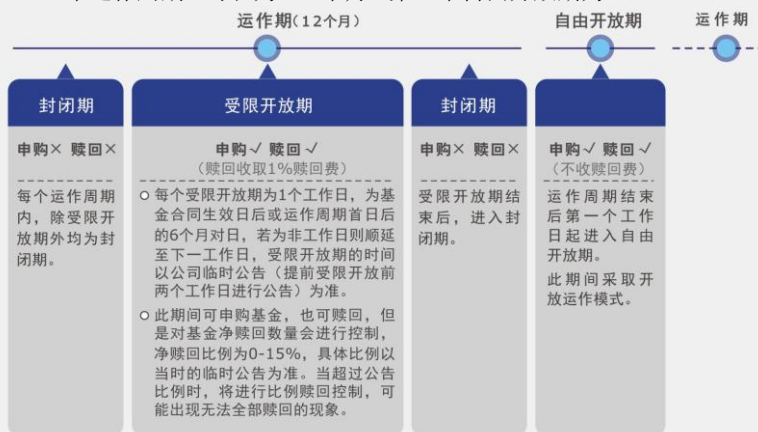 运作期(12个月)
自由开放期
运作期
封闭期
申购× 赎回×
每个运作周期
内，除受限开
放期外均为封
闭期。
受限开放期
申购√ 赎回√
(赎回收取1%赎回费)
每个受限开放期为1个工作日，为基
金合同生效日后或运作周期首日后
的6个月对日，若为非工作日则顺延
至下一工作日，受限开放期的时间
以公司临时公告（提前受限开放前
两个工作日进行公告）为准。
此期间可申购基金，也可赎回，但
是对基金净赎回数量会进行控制，
净赎回比例为0-15%，具体比例以
当时的临时公告为准。当超过公告
比例时，将进行比例赎回控制，可
能出现无法全部赎回的现象。
封闭期
申购× 赎回×
受限开放期结
束后，进入封
闭期。
申购√ 赎回√
(不收赎回费)
运作周期结束
后第一个工作
日起进入自由
开放期。
此期间采取开
放运作模式。